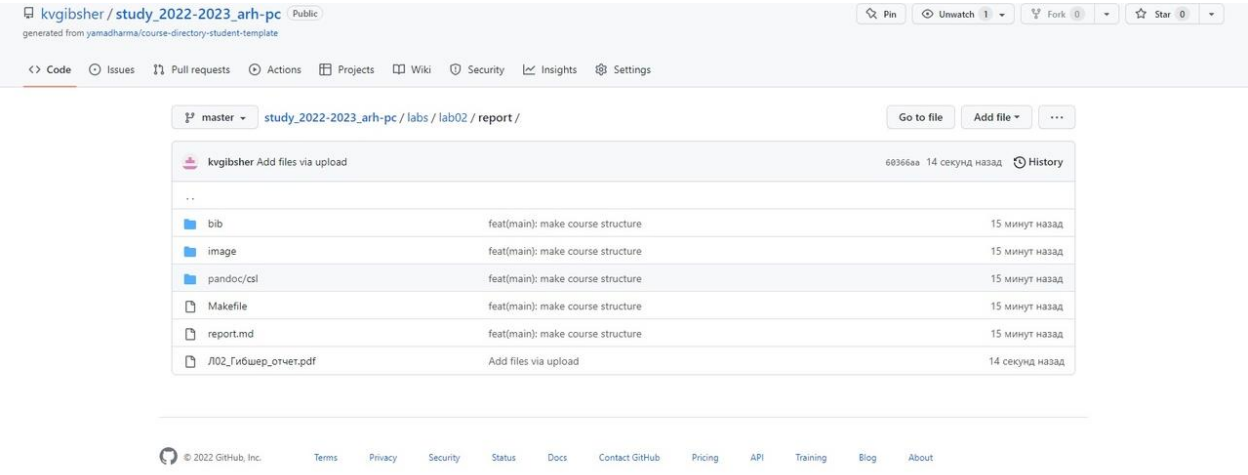 kvgibsher / study_2022-2023_arh-pc Public
Pin Unwatch 1 Fork 0 Star 0
generated from yamadharma/course-directory-student-template
Code Issues Pull requests Actions Projects Wiki Security Insights Settings
master study_2022-2023_arh-pc / labs / lab02 / report / Go to file Add file ...
kvgibsher Add files via upload 60366aa 14 секунд назад History
..
bib feat(main): make course structure 15 минут назад
image feat(main): make course structure 15 минут назад
pandoc/csl feat(main): make course structure 15 минут назад
Makefile feat(main): make course structure 15 минут назад
report.md feat(main): make course structure 15 минут назад
Л02_Гибшер_отчет.pdf Add files via upload 14 секунд назад
© 2022 GitHub, Inc. Terms Privacy Security Status Docs Contact GitHub Pricing API Training Blog About